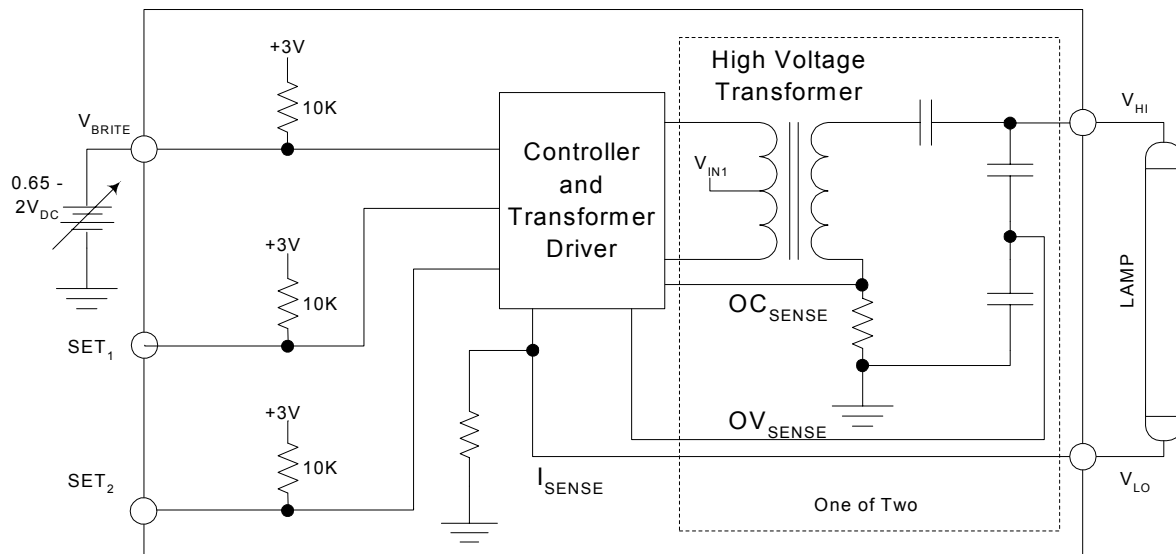 +3V
10K
V_BRITE
0.65 -
2V_DC
+3V
10K
SET_1
+3V
10K
SET_2
Controller
and
Transformer
Driver
High Voltage
Transformer
V_IN1
OC_SENSE
OV_SENSE
I_SENSE
One of Two
V_HI
LAMP
V_LO